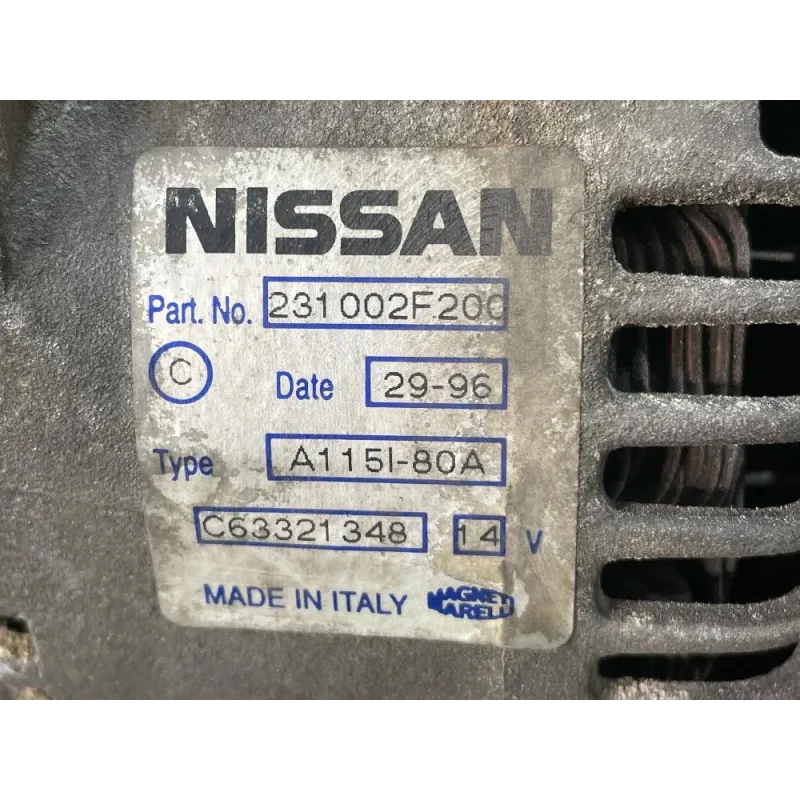 NISSAN
Part. No. 231002F200
C Date 29-96
Type A115I-80A
C63321348 14 V
MADE IN ITALY MAGNETI MARELLI